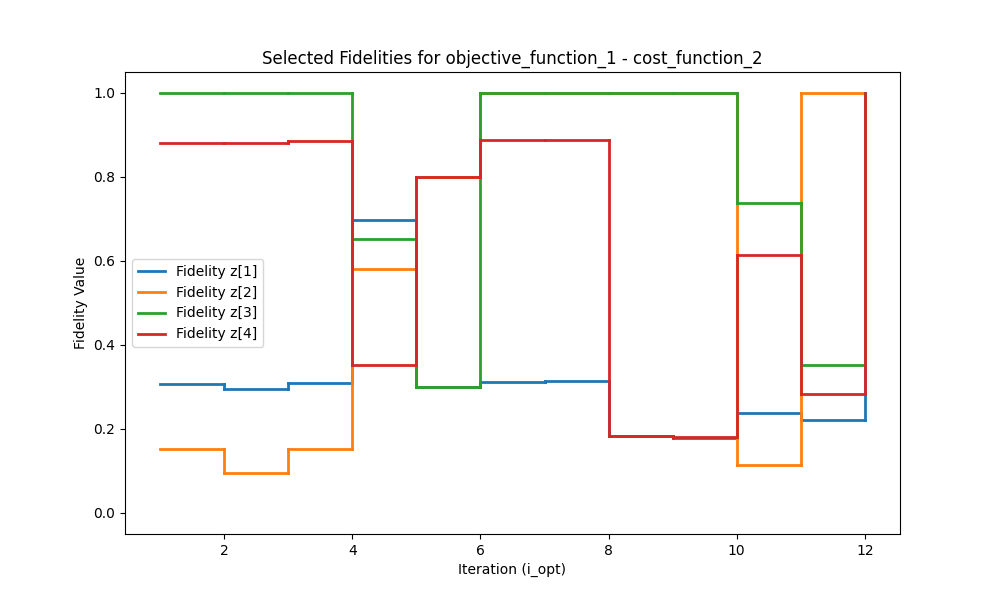 Selected Fidelities for objective_function_1 - cost_function_2
1.0
0.8
0.6
0.4
0.2
0.0
Fidelity Value
Fidelity z[1]
Fidelity z[2]
Fidelity z[3]
Fidelity z[4]
2
4
6
8
10
12
Iteration (i_opt)